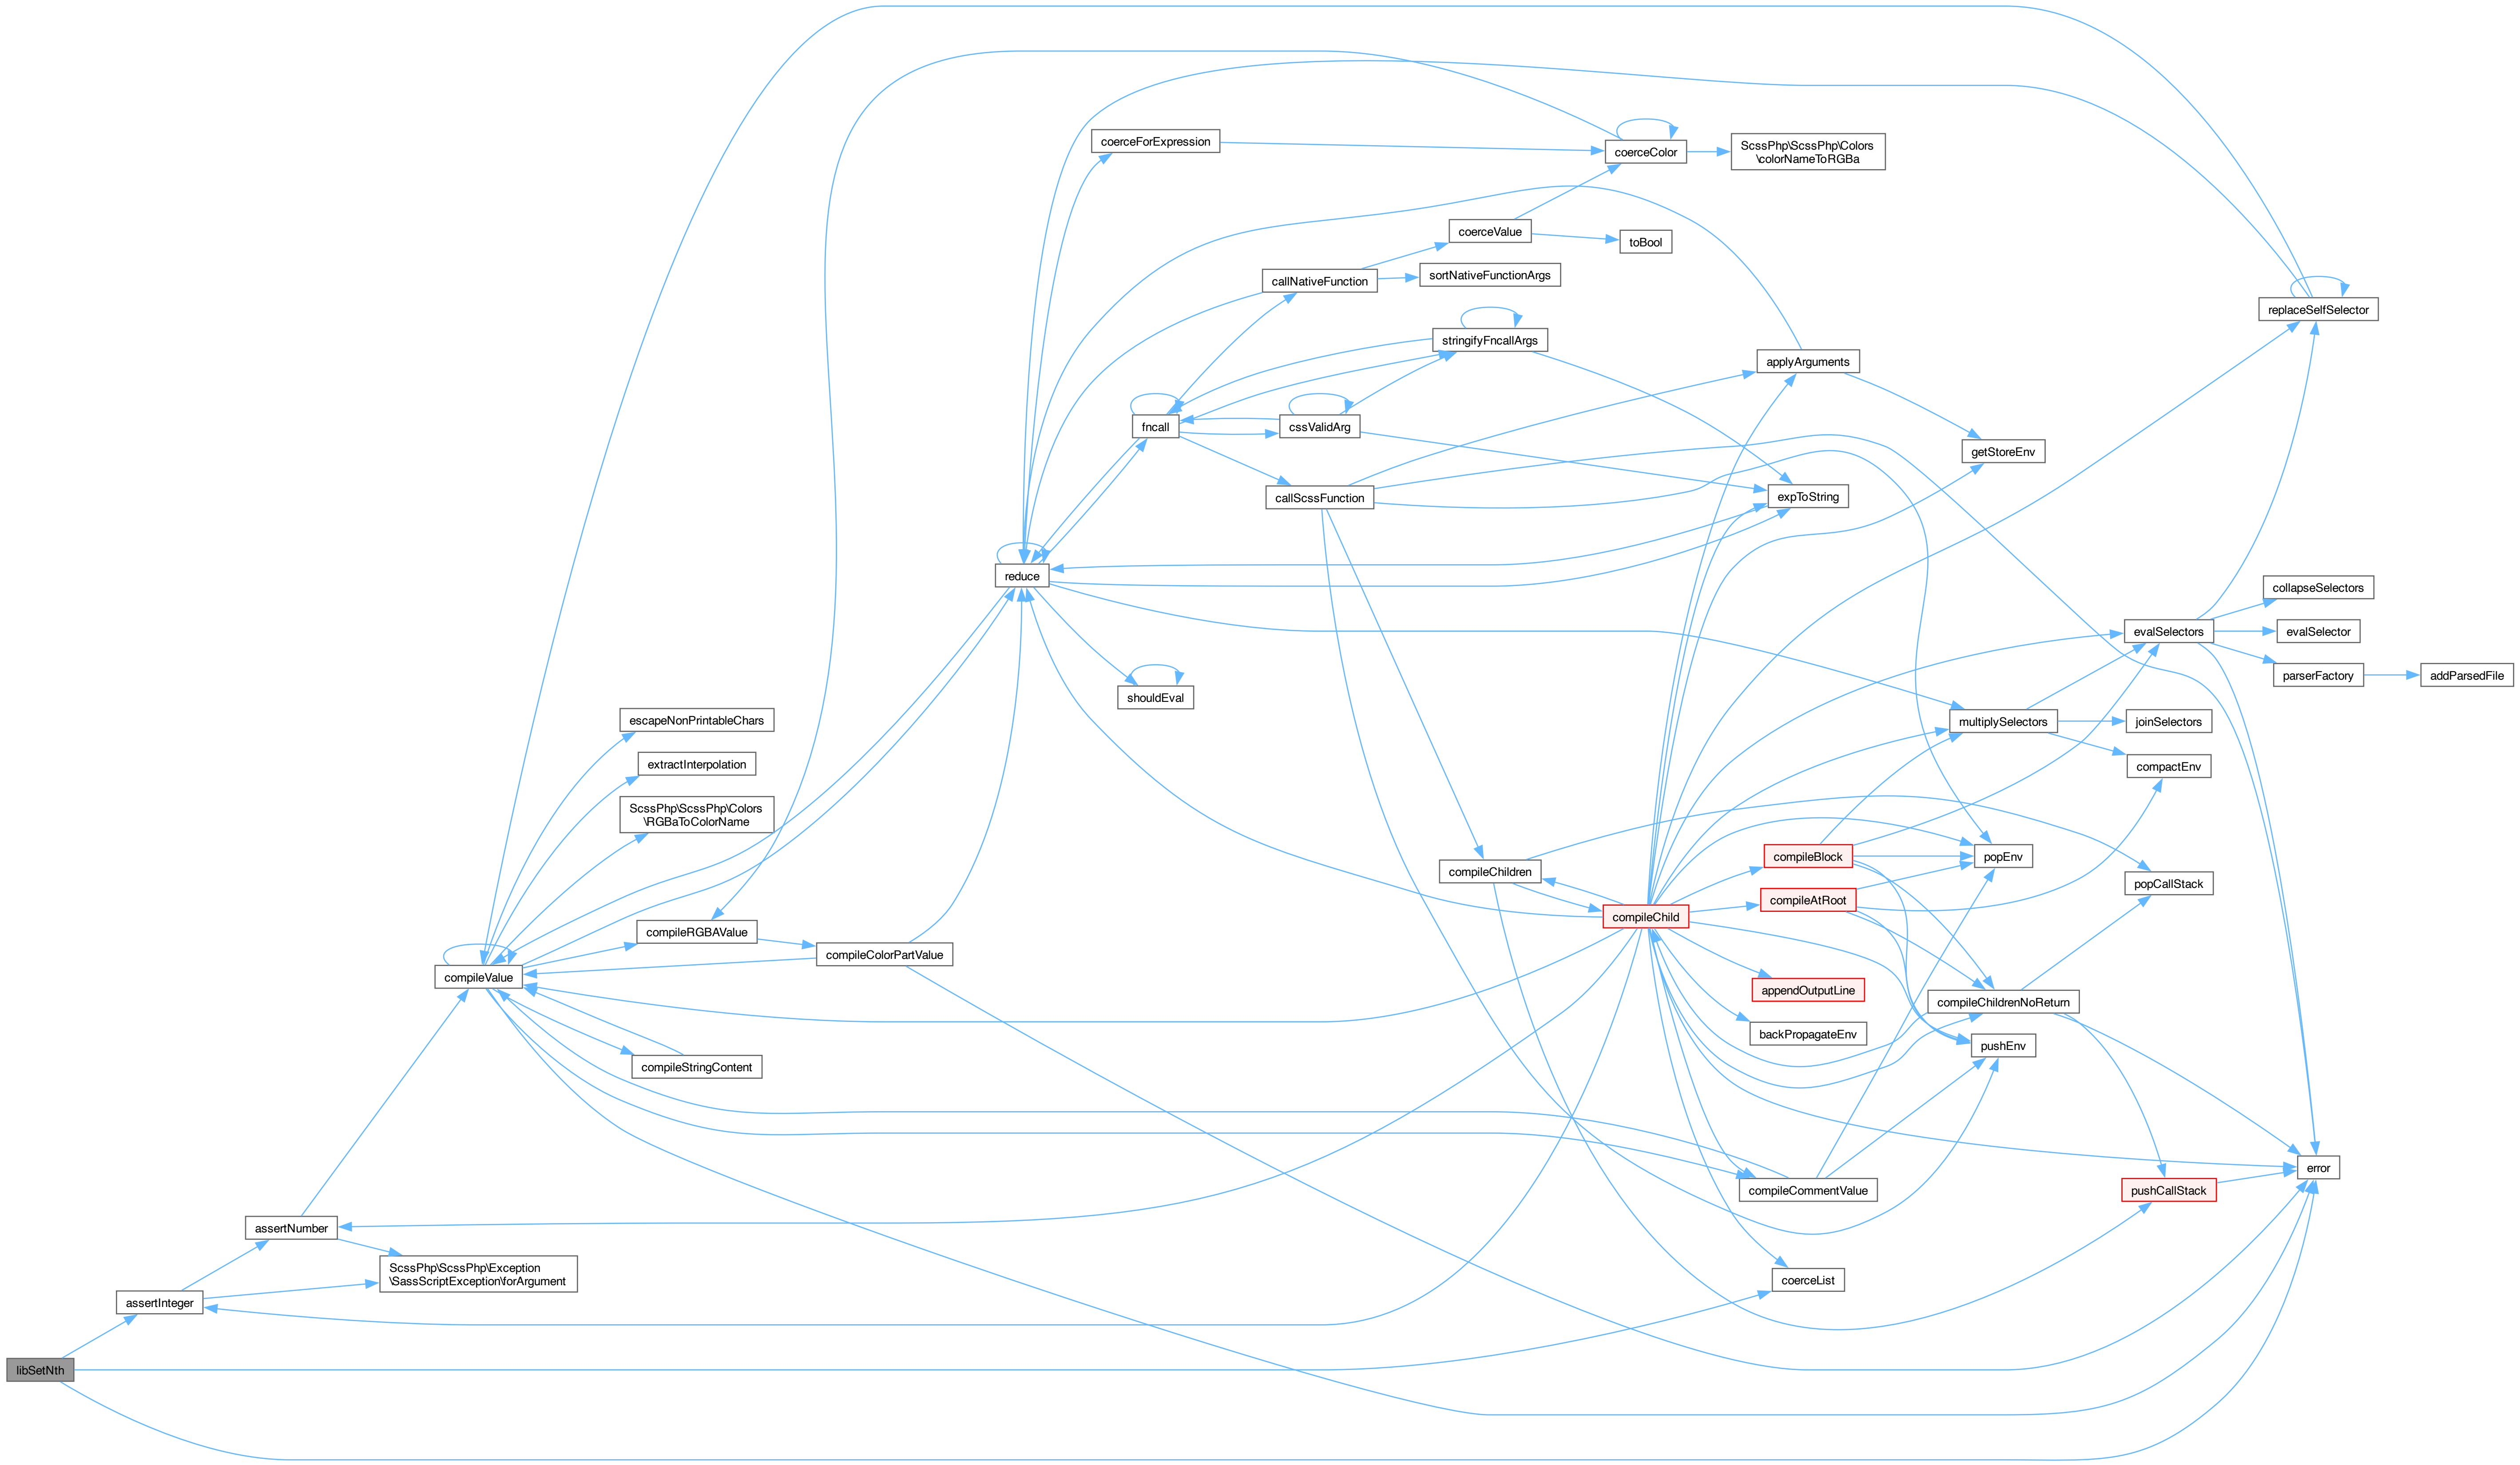 libSetNth
assertInteger
assertNumber
ScssPhp\ScssPhp\Exception
\SassScriptException\forArgument
compileValue
escapeNonPrintableChars
extractInterpolation
ScssPhp\ScssPhp\Colors
\RGBaToColorName
compileRGBAValue
compileStringContent
compileColorPartValue
reduce
coerceForExpression
fncall
shouldEval
callNativeFunction
cssValidArg
callScssFunction
coerceValue
sortNativeFunctionArgs
stringifyFncallArgs
compileChildren
coerceColor
toBool
compileChild
ScssPhp\ScssPhp\Colors
\colorNameToRGBa
applyArguments
expToString
compileBlock
compileAtRoot
appendOutputLine
backPropagateEnv
compileCommentValue
coerceList
getStoreEnv
multiplySelectors
popEnv
compileChildrenNoReturn
pushEnv
evalSelectors
joinSelectors
compactEnv
popCallStack
pushCallStack
replaceSelfSelector
collapseSelectors
evalSelector
parserFactory
error
addParsedFile